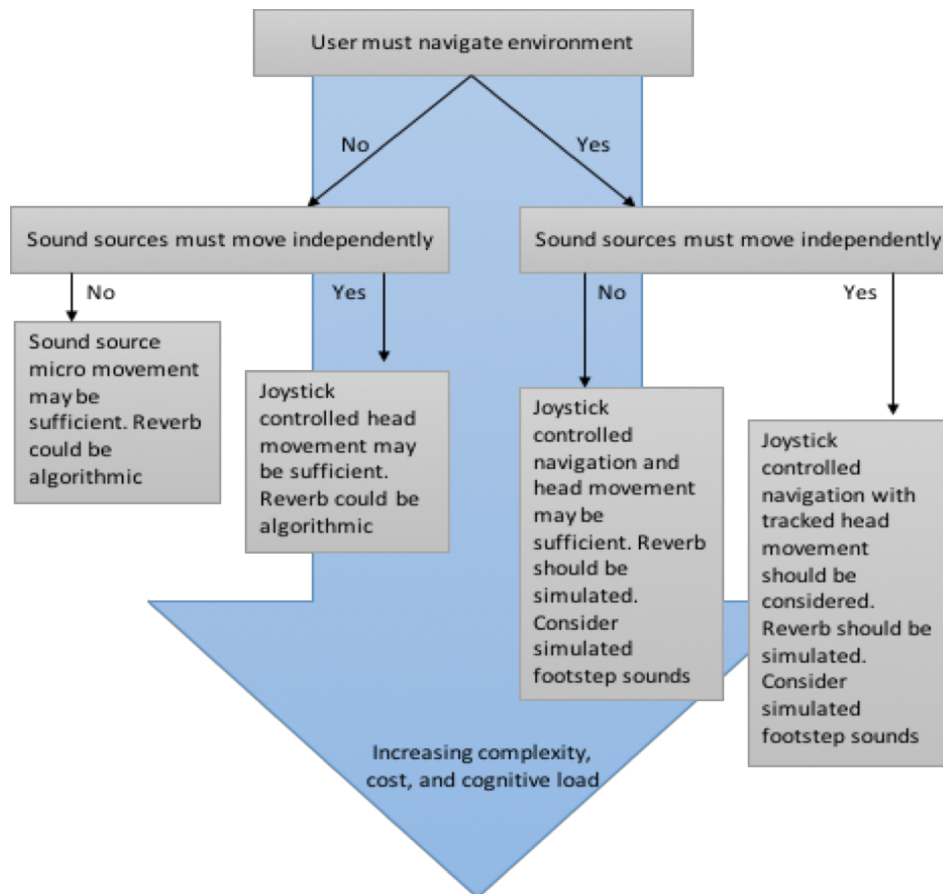 User must navigate environment
No
Yes
Sound sources must move independently
Sound sources must move independently
No
Yes
No
Yes
Sound source
micro movement
may be
sufficient. Reverb
could be
algorithmic
Joystick
controlled head
movement may
be sufficient.
Reverb could be
algorithmic
Joystick
controlled
navigation and
head movement
may be
sufficient. Reverb
should be
simulated.
Consider
simulated
footstep sounds
Joystick
controlled
navigation with
tracked head
movement
should be
considered.
Reverb should be
simulated.
Consider
simulated
footstep sounds
Increasing complexity,
cost, and cognitive load